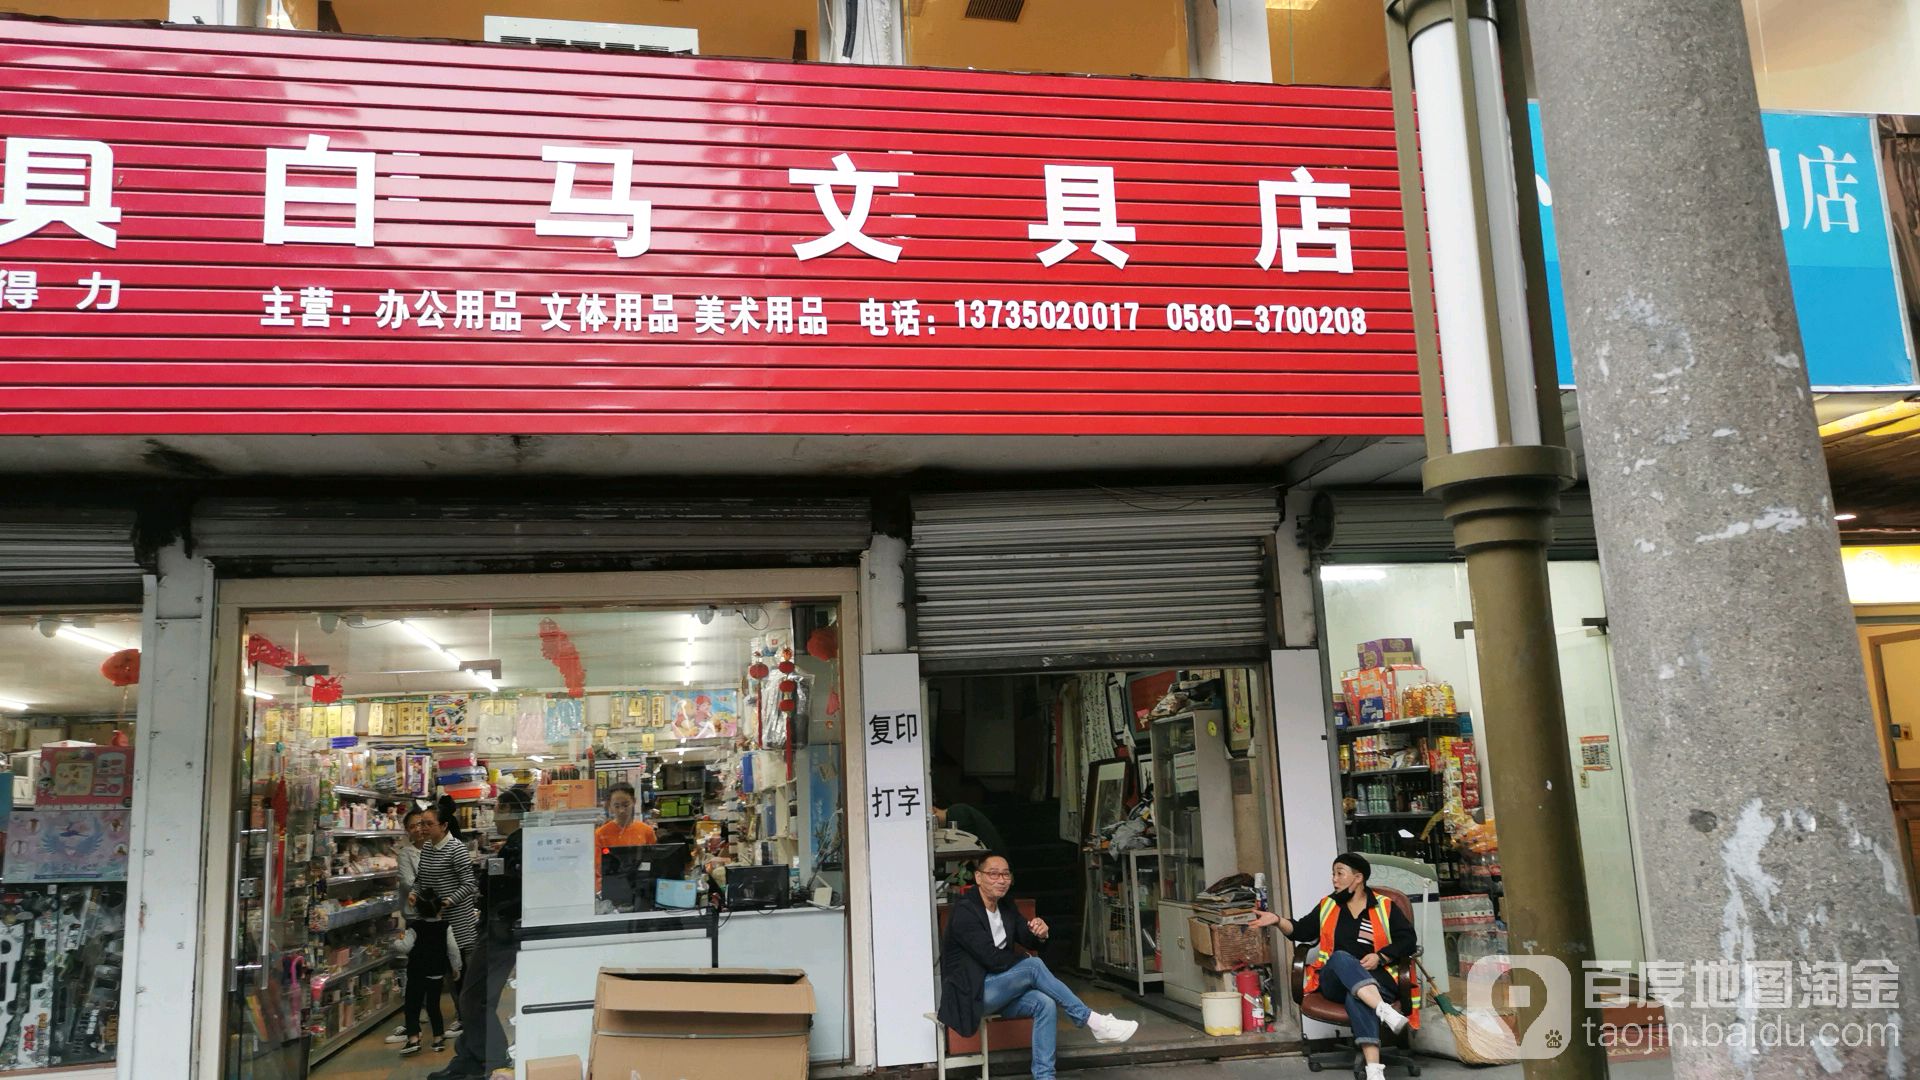 具 白马文具店
得力
主营：办公用品 文体用品 美术用品 电话：13735020017 0580-3700208
店
复印
打字
百度地图淘金
taojin.baidu.com